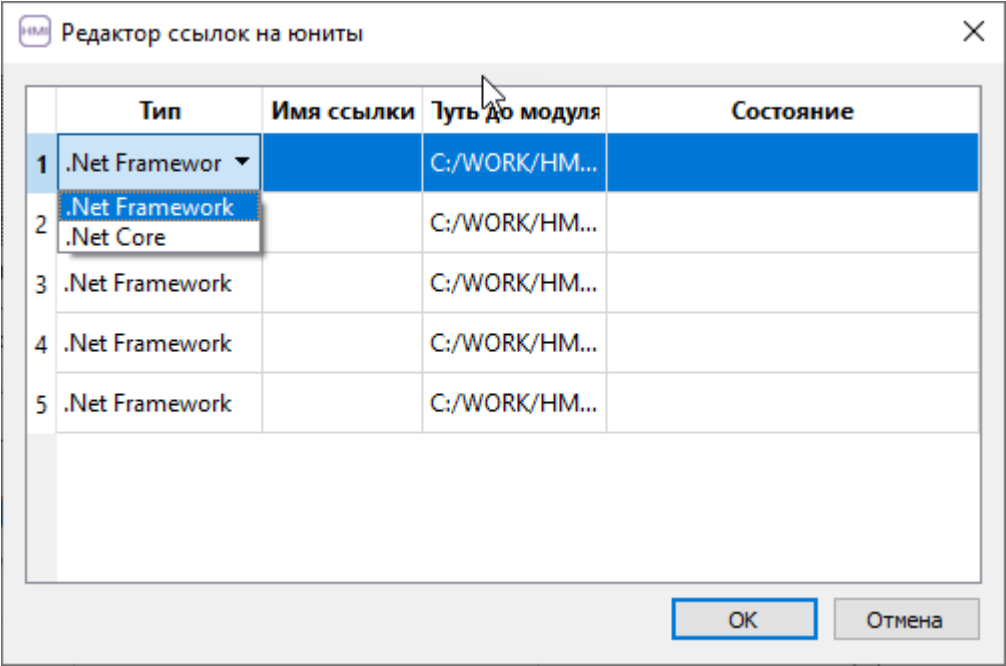 HMI Редактор ссылок на юниты
Тип Имя ссылки Путь до модуля Состояние
1 .Net Framewor C:/WORK/HM...
.Net Framework
2 C:/WORK/HM...
.Net Core
3 .Net Framework C:/WORK/HM...
4 .Net Framework C:/WORK/HM...
5 .Net Framework C:/WORK/HM...
OK Отмена